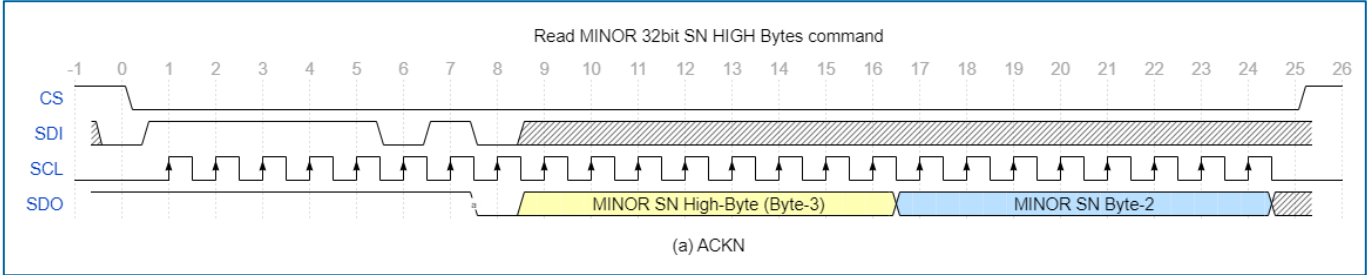 Read MINOR 32bit SN HIGH Bytes command
-1 0 1 2 3 4 5 6 7 8 9 10 11 12 13 14 15 16 17 18 19 20 21 22 23 24 25 26
CS
SDI
SCL
SDO a MINOR SN High-Byte (Byte-3) MINOR SN Byte-2
(a) ACKN